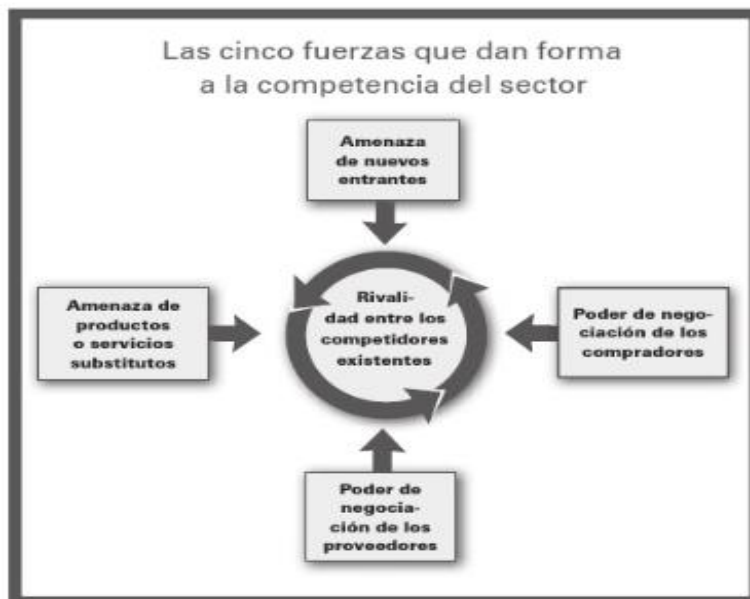 Las cinco fuerzas que dan forma
a la competencia del sector
Amenaza
de nuevos
entrantes
Amenaza de
productos
o servicios
substitutos
Rivali-
dad entre los
competidores
existentes
Poder de nego-
ciación de los
compradores
Poder de
negocia-
ción de los
proveedores